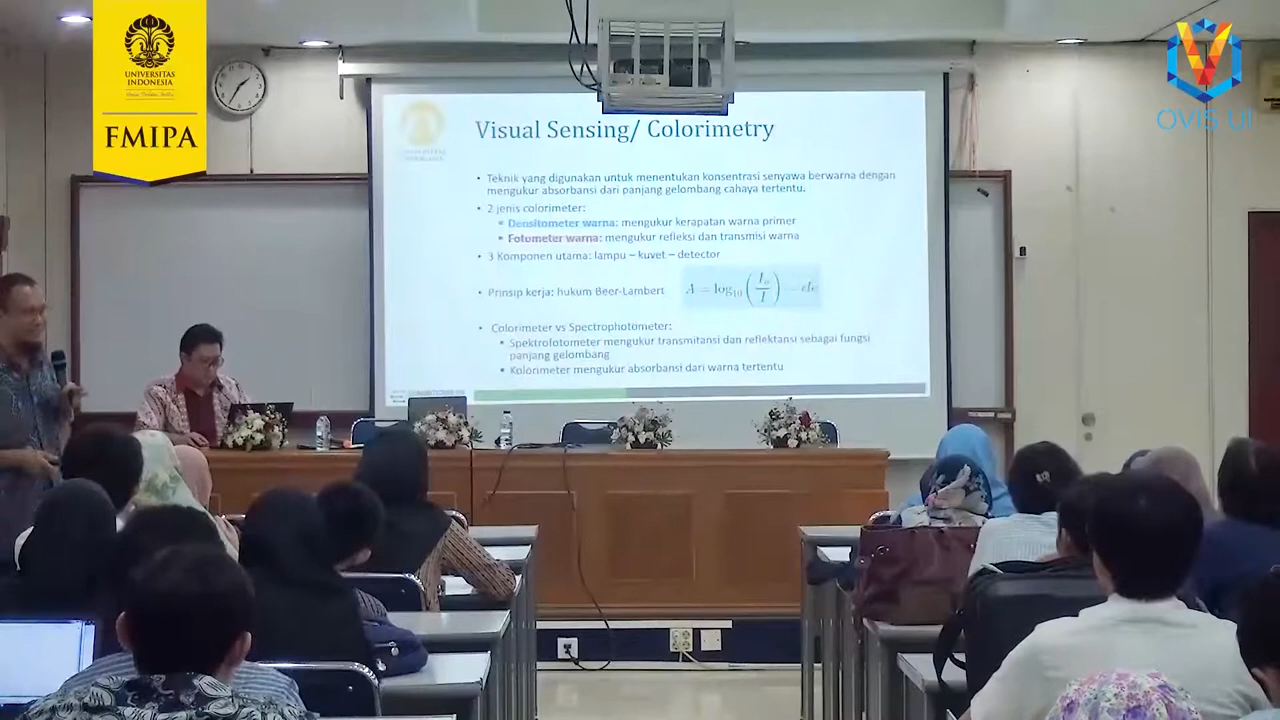 UNIVERSITAS
INDONESIA
FMIPA
OVIS UI
Visual Sensing/ Colorimetry
• Teknik yang digunakan untuk menentukan konsentrasi senyawa berwarna dengan
mengukur absorbansi dari panjang gelombang cahaya tertentu.
• 2 jenis colorimeter:
Densitometer warna: mengukur kerapatan warna primer
Fotometer warna: mengukur refleksi dan transmisi warna
• 3 Komponen utama: lampu – kuvet – detector
• Prinsip kerja: hukum Beer-Lambert
A = log10 (Io/I) = εlc
• Colorimeter vs Spectrophotometer:
Spektrofotometer mengukur transmitansi dan reflektansi sebagai fungsi
panjang gelombang
Kolorimeter mengukur absorbansi dari warna tertentu